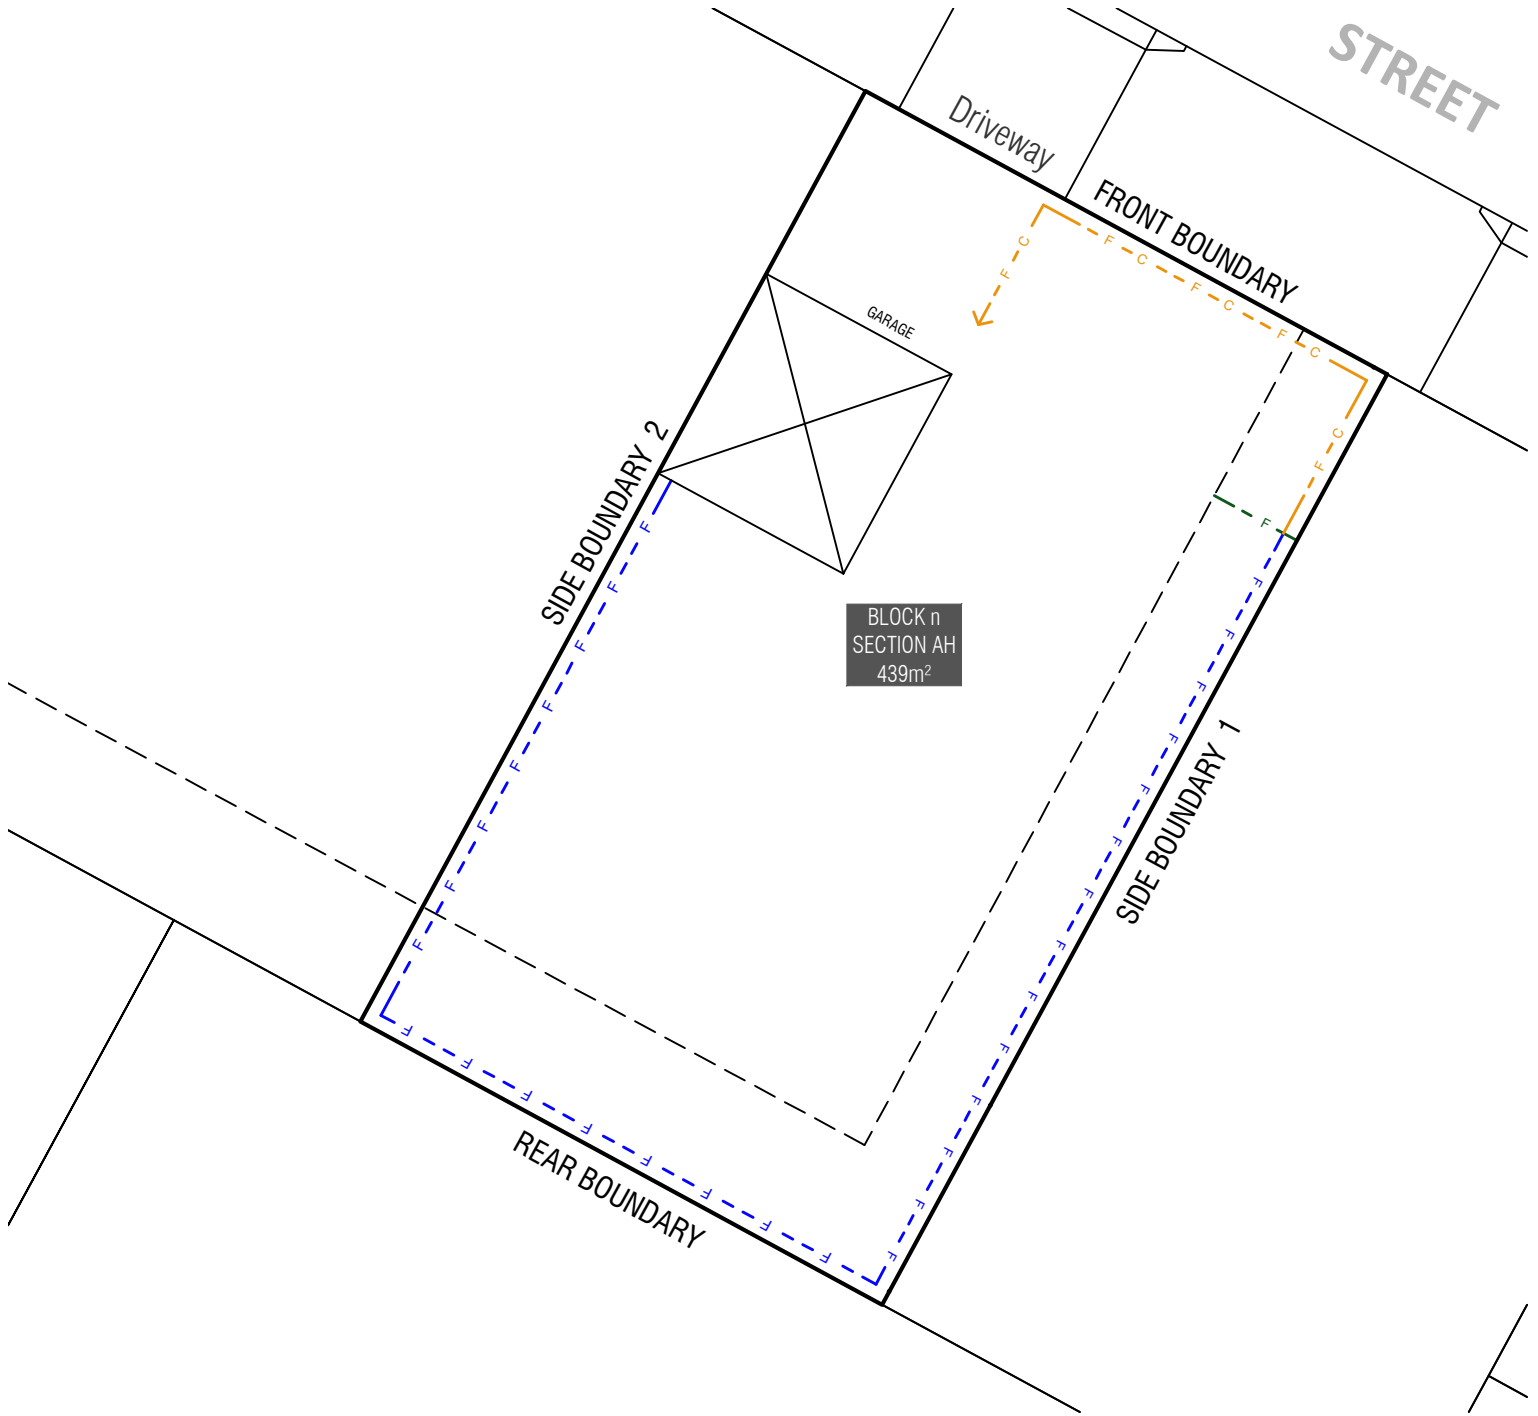 STREET
Driveway
FRONT BOUNDARY
F C F C F C
C F
GARAGE
C F
SIDE BOUNDARY 2
F
BLOCK n
SECTION AH
439m²
F F F F F F F F
SIDE BOUNDARY 1
F F F F F F F F F F F F F F
F F F F F F F F
REAR BOUNDARY